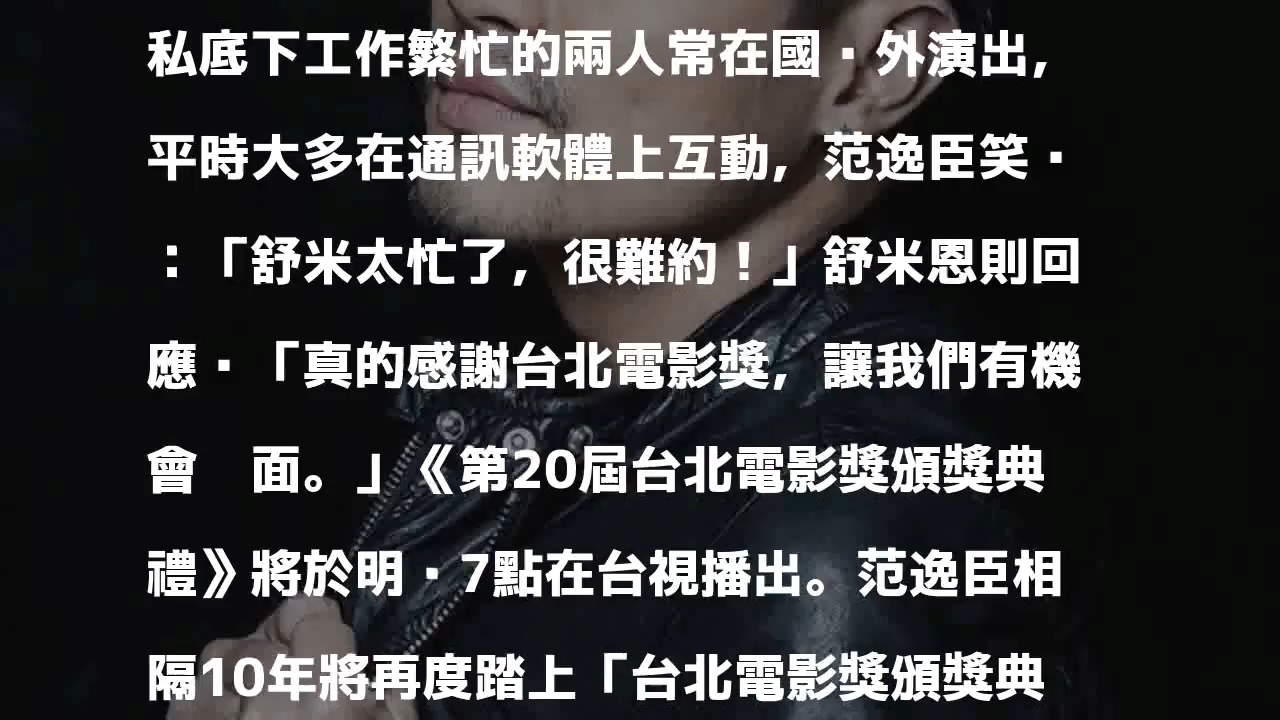 私底下工作繁忙的兩人常在國·外演出,
平時大多在通訊軟體上互動, 范逸臣笑·
：「舒米太忙了, 很難約！」舒米恩則回
應·「真的感謝台北電影獎, 讓我們有機
會　面。」《第20屆台北電影獎頒獎典
禮》將於明·7點在台視播出。范逸臣相
隔10年將再度踏上「台北電影獎頒獎典